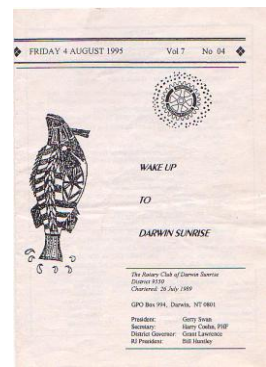 FRIDAY 4 AUGUST 1995 Vol 7 No 04
WAKE UP
TO
DARWIN SUNRISE
The Rotary Club of Darwin Sunrise
District 9550
Chartered: 26 July 1989
GPO Box 994, Darwin, NT 0801
President: Gerry Swan
Secretary: Harry Coehn, PHF
District Governor: Grant Lawrence
RI President: Bill Huntley